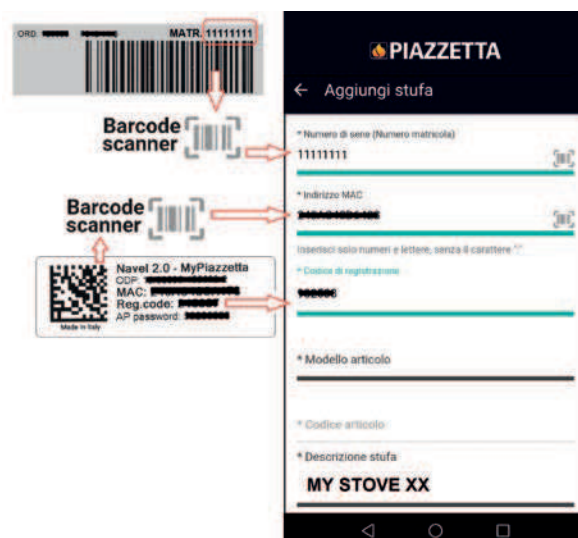 ORD.
MATR. 11111111
Barcode
scanner
Barcode
scanner
Navel 2.0 - MyPiazzetta
ODP:
MAC:
Reg.code:
AP password:
Made in Italy
PIAZZETTA
← Aggiungi stufa
* Numero di serie (Numero matricola)
11111111
* Indirizzo MAC
Inserisci solo numeri e lettere, senza il carattere ":"
* Codice di registrazione
* Modello articolo
* Codice articolo
* Descrizione stufa
MY STOVE XX